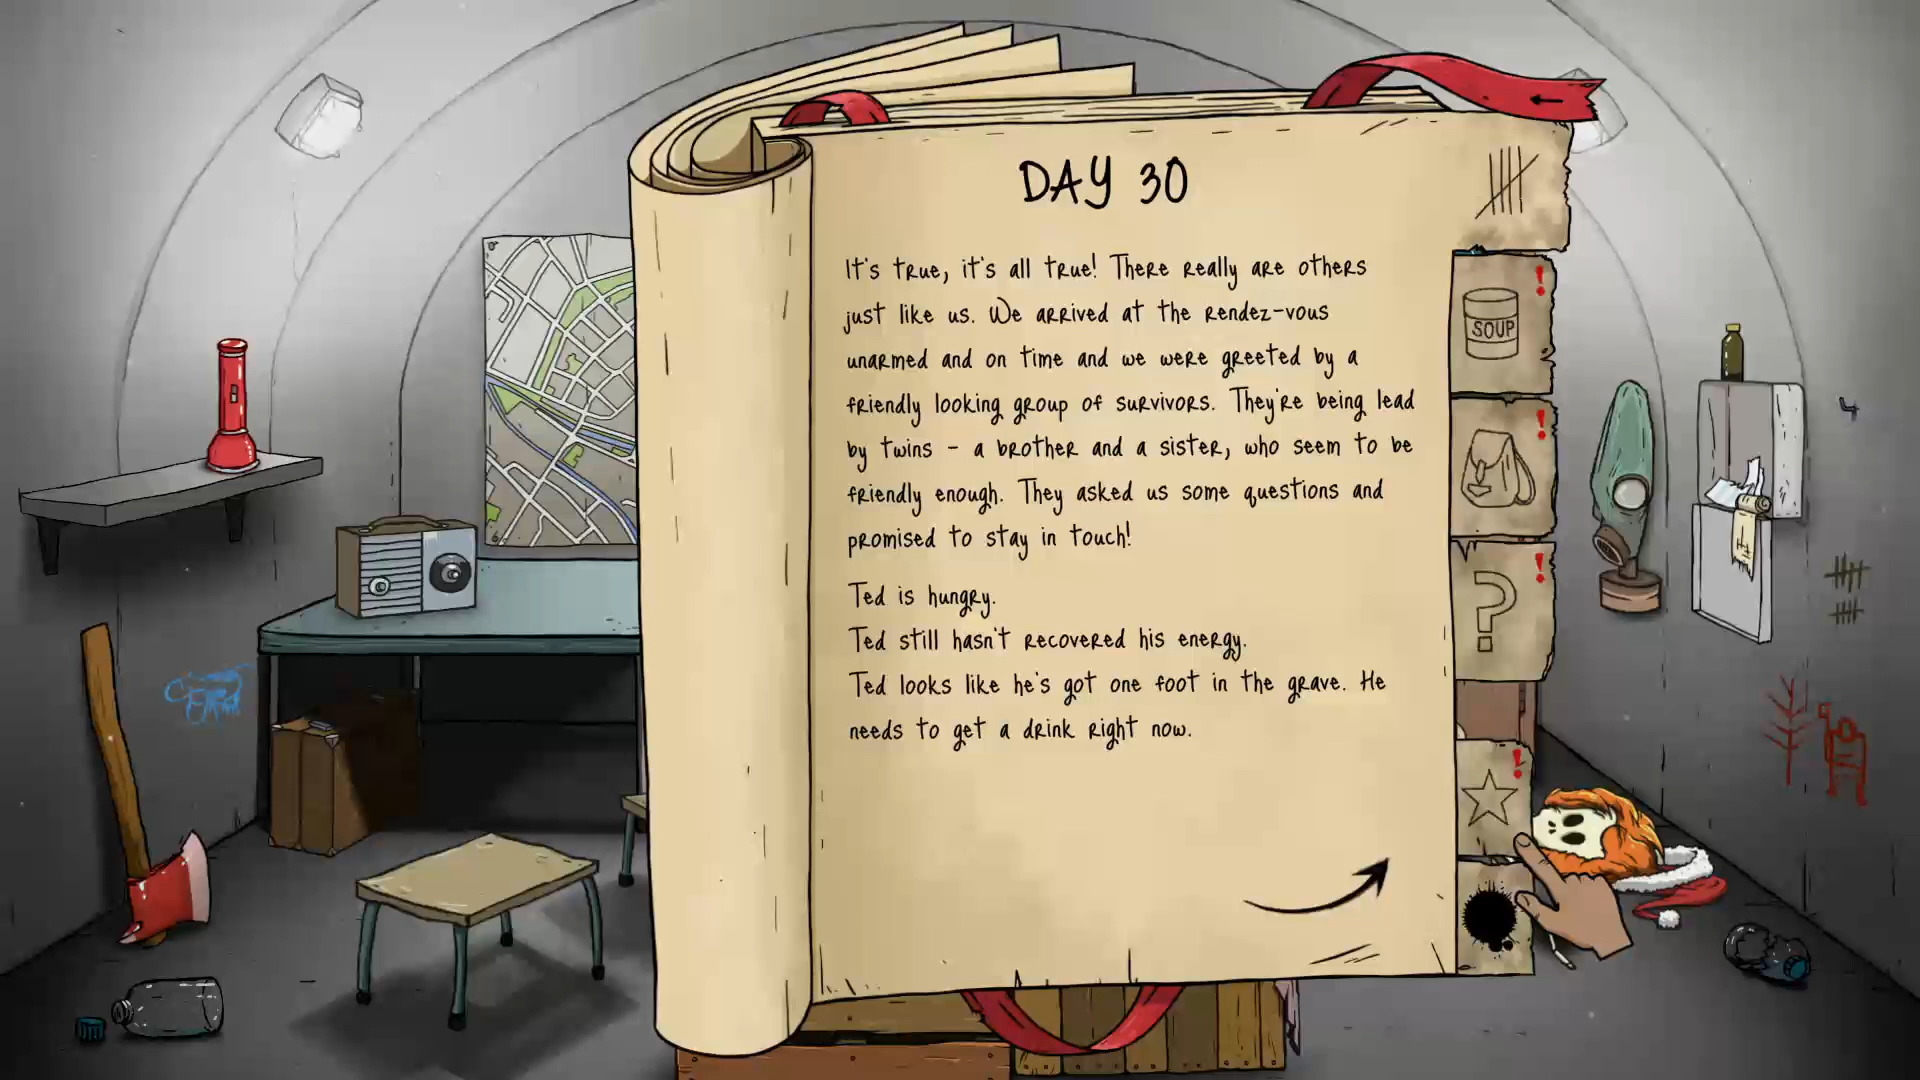 DAY 30
It's true, it's all true! There really are others
just like us. We arrived at the rendez-vous
unarmed and on time and we were greeted by a
friendly looking group of survivors. They're being lead
by twins - a brother and a sister, who seem to be
friendly enough. They asked us some questions and
promised to stay in touch!
Ted is hungry.
Ted still hasn't recovered his energy.
Ted looks like he's got one foot in the grave. He
needs to get a drink right now.
!
SOUP
!
!
?
!